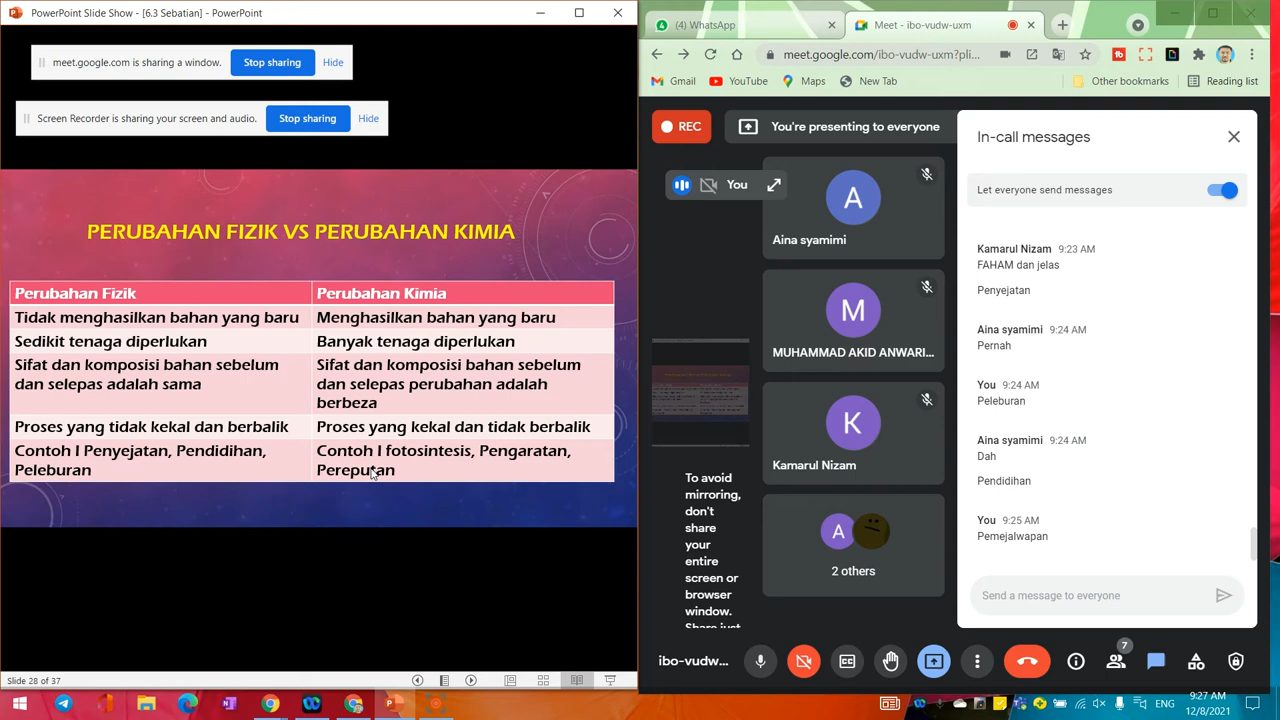 PowerPoint Slide Show - [6.3 Sebatian] - PowerPoint
meet.google.com is sharing a window.
Stop sharing
Hide
Screen Recorder is sharing your screen and audio.
Stop sharing
Hide
PERUBAHAN FIZIK VS PERUBAHAN KIMIA
Perubahan Fizik
Perubahan Kimia
Tidak menghasilkan bahan yang baru
Menghasilkan bahan yang baru
Sedikit tenaga diperlukan
Banyak tenaga diperlukan
Sifat dan komposisi bahan sebelum
dan selepas adalah sama
Sifat dan komposisi bahan sebelum
dan selepas perubahan adalah
berbeza
Proses yang tidak kekal dan berbalik
Proses yang kekal dan tidak berbalik
Contoh I Penyejatan, Pendidihan,
Peleburan
Contoh I fotosintesis, Pengaratan,
Pereputan
Slide 28 of 37
(4) WhatsApp
Meet - ibo-vudw-uxm
meet.google.com/ibo-vudw-uxm?pli...
Gmail
YouTube
Maps
New Tab
Other bookmarks
Reading list
REC
You're presenting to everyone
You
A
Aina syamimi
M
MUHAMMAD AKID ANWARI...
K
Kamarul Nizam
A
2 others
To avoid
mirroring,
don't
share
your
entire
screen or
browser
window.
Share just
In-call messages
Let everyone send messages
Kamarul Nizam 9:23 AM
FAHAM dan jelas
Penyejatan
Aina syamimi 9:24 AM
Pernah
You 9:24 AM
Peleburan
Aina syamimi 9:24 AM
Dah
Pendidihan
You 9:25 AM
Pemejalwapan
Send a message to everyone
ibo-vudw...
7
ENG
9:27 AM
12/8/2021